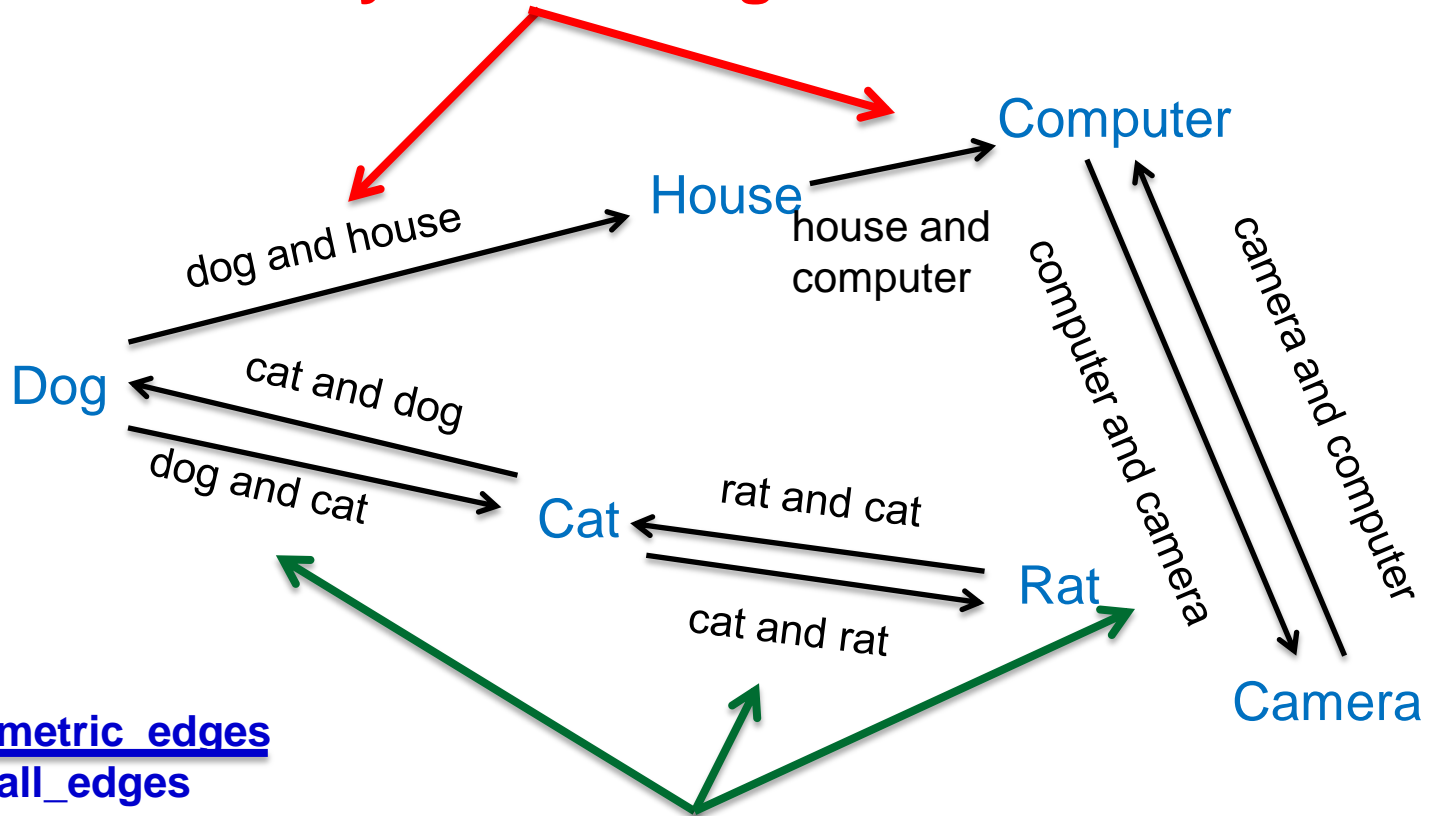 Computer
House
dog and house
house and
computer
computer and camera
camera and computer
cat and dog
Dog
dog and cat
rat and cat
Cat
Rat
cat and rat
Camera
metric_edges
all_edges